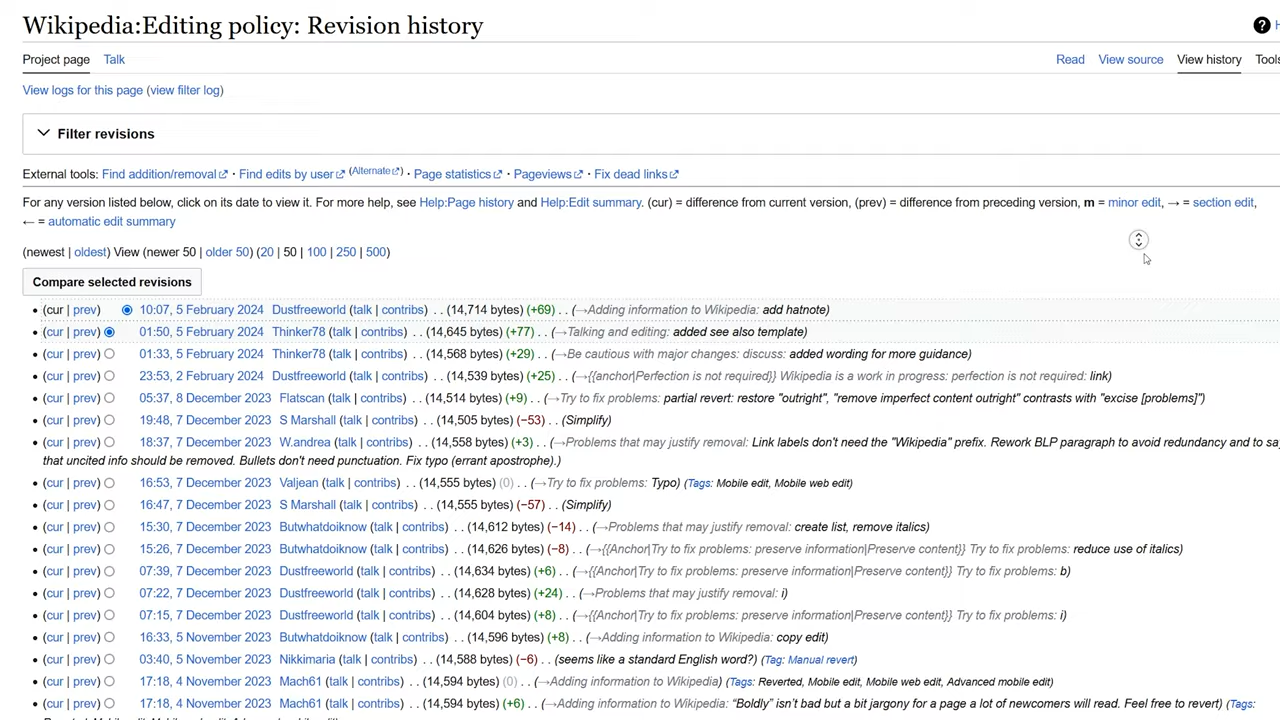 Wikipedia:Editing policy: Revision history
Project page Talk Read View source View history Tools
View logs for this page (view filter log)
Filter revisions
External tools: Find addition/removal · Find edits by user (Alternate) · Page statistics · Pageviews · Fix dead links
For any version listed below, click on its date to view it. For more help, see Help:Page history and Help:Edit summary. (cur) = difference from current version, (prev) = difference from preceding version, m = minor edit, → = section edit,
← = automatic edit summary
(newest | oldest) View (newer 50 | older 50) (20 | 50 | 100 | 250 | 500)
Compare selected revisions
(cur | prev) 10:07, 5 February 2024 Dustfreeworld (talk | contribs) . . (14,714 bytes) (+69) . . (→Adding information to Wikipedia: add hatnote)
(cur | prev) 01:50, 5 February 2024 Thinker78 (talk | contribs) . . (14,645 bytes) (+77) . . (→Talking and editing: added see also template)
(cur | prev) 01:33, 5 February 2024 Thinker78 (talk | contribs) . . (14,568 bytes) (+29) . . (→Be cautious with major changes: discuss: added wording for more guidance)
(cur | prev) 23:53, 2 February 2024 Dustfreeworld (talk | contribs) . . (14,539 bytes) (+25) . . (→{{anchor|Perfection is not required}} Wikipedia is a work in progress: perfection is not required: link)
(cur | prev) 05:37, 8 December 2023 Flatscan (talk | contribs) . . (14,514 bytes) (+9) . . (→Try to fix problems: partial revert: restore "outright", "remove imperfect content outright" contrasts with "excise [problems]")
(cur | prev) 19:48, 7 December 2023 S Marshall (talk | contribs) . . (14,505 bytes) (−53) . . (Simplify)
(cur | prev) 18:37, 7 December 2023 W.andrea (talk | contribs) . . (14,558 bytes) (+3) . . (→Problems that may justify removal: Link labels don't need the "Wikipedia" prefix. Rework BLP paragraph to avoid redundancy and to
that uncited info should be removed. Bullets don't need punctuation. Fix typo (errant apostrophe).)
(cur | prev) 16:53, 7 December 2023 Valjean (talk | contribs) . . (14,555 bytes) (0) . . (→Try to fix problems: Typo) (Tags: Mobile edit, Mobile web edit)
(cur | prev) 16:47, 7 December 2023 S Marshall (talk | contribs) . . (14,555 bytes) (−57) . . (Simplify)
(cur | prev) 15:30, 7 December 2023 Butwhatdoiknow (talk | contribs) . . (14,612 bytes) (−14) . . (→Problems that may justify removal: create list, remove italics)
(cur | prev) 15:26, 7 December 2023 Butwhatdoiknow (talk | contribs) . . (14,626 bytes) (−8) . . (→{{Anchor|Try to fix problems: preserve information|Preserve content}} Try to fix problems: reduce use of italics)
(cur | prev) 07:39, 7 December 2023 Dustfreeworld (talk | contribs) . . (14,634 bytes) (+6) . . (→{{Anchor|Try to fix problems: preserve information|Preserve content}} Try to fix problems: b)
(cur | prev) 07:22, 7 December 2023 Dustfreeworld (talk | contribs) . . (14,628 bytes) (+24) . . (→Problems that may justify removal: i)
(cur | prev) 07:15, 7 December 2023 Dustfreeworld (talk | contribs) . . (14,604 bytes) (+8) . . (→{{Anchor|Try to fix problems: preserve information|Preserve content}} Try to fix problems: i)
(cur | prev) 16:33, 5 November 2023 Butwhatdoiknow (talk | contribs) . . (14,596 bytes) (+8) . . (→Adding information to Wikipedia: copy edit)
(cur | prev) 03:40, 5 November 2023 Nikkimaria (talk | contribs) . . (14,588 bytes) (−6) . . (seems like a standard English word?) (Tag: Manual revert)
(cur | prev) 17:18, 4 November 2023 Mach61 (talk | contribs) . . (14,594 bytes) (0) . . (→Adding information to Wikipedia) (Tags: Reverted, Mobile edit, Mobile web edit, Advanced mobile edit)
(cur | prev) 17:18, 4 November 2023 Mach61 (talk | contribs) . . (14,594 bytes) (+6) . . (→Adding information to Wikipedia: “Boldly” isn’t bad but a bit jargony for a page a lot of newcomers will read. Feel free to revert) (Tags: